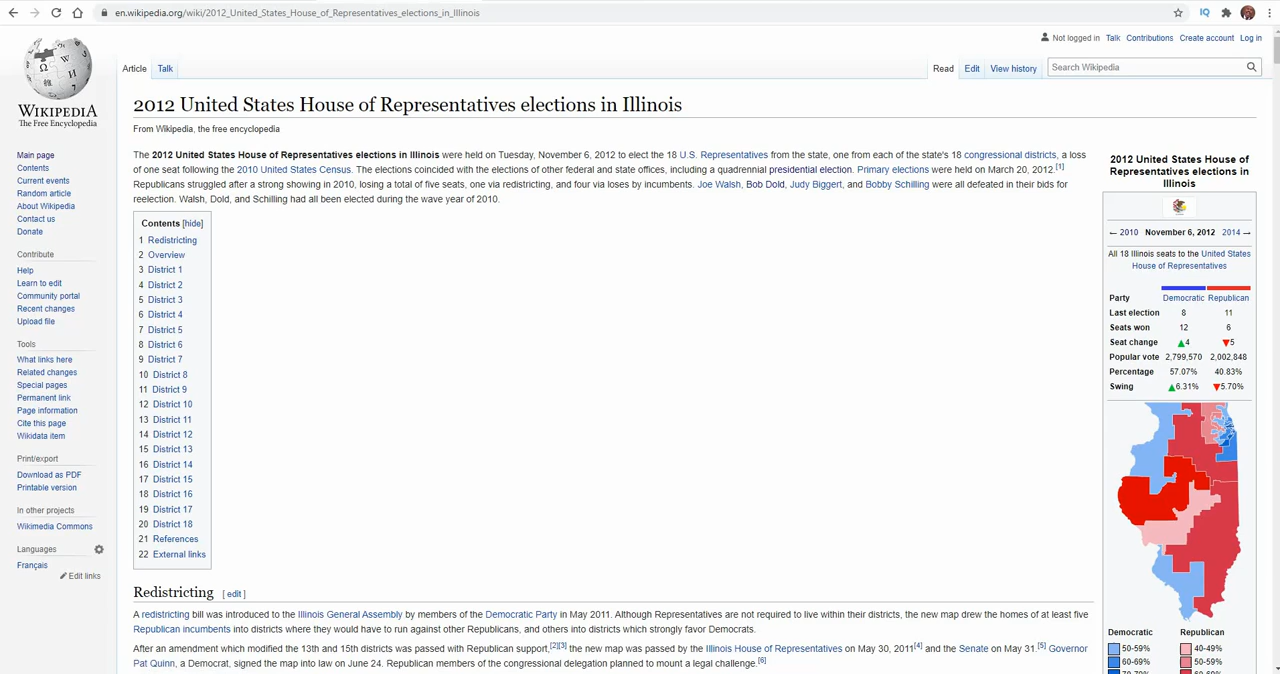 en.wikipedia.org/wiki/2012_United_States_House_of_Representatives_elections_in_Illinois
IQ
Not logged in Talk Contributions Create account Log in
Article Talk
Read Edit View history Search Wikipedia
WIKIPEDIA
The Free Encyclopedia
Main page
Contents
Current events
Random article
About Wikipedia
Contact us
Donate
Contribute
Help
Learn to edit
Community portal
Recent changes
Upload file
Tools
What links here
Related changes
Special pages
Permanent link
Page information
Cite this page
Wikidata item
Print/export
Download as PDF
Printable version
In other projects
Wikimedia Commons
Languages
Français
Edit links
2012 United States House of Representatives elections in Illinois
From Wikipedia, the free encyclopedia
The 2012 United States House of Representatives elections in Illinois were held on Tuesday, November 6, 2012 to elect the 18 U.S. Representatives from the state, one from each of the state's 18 congressional districts, a loss
of one seat following the 2010 United States Census. The elections coincided with the elections of other federal and state offices, including a quadrennial presidential election. Primary elections were held on March 20, 2012.[1]
Republicans struggled after a strong showing in 2010, losing a total of five seats, one via redistricting, and four via loses by incumbents. Joe Walsh, Bob Dold, Judy Biggert, and Bobby Schilling were all defeated in their bids for
reelection. Walsh, Dold, and Schilling had all been elected during the wave year of 2010.
Contents [hide]
1 Redistricting
2 Overview
3 District 1
4 District 2
5 District 3
6 District 4
7 District 5
8 District 6
9 District 7
10 District 8
11 District 9
12 District 10
13 District 11
14 District 12
15 District 13
16 District 14
17 District 15
18 District 16
19 District 17
20 District 18
21 References
22 External links
Redistricting [ edit ]
A redistricting bill was introduced to the Illinois General Assembly by members of the Democratic Party in May 2011. Although Representatives are not required to live within their districts, the new map drew the homes of at least five
Republican incumbents into districts where they would have to run against other Republicans, and others into districts which strongly favor Democrats.
After an amendment which modified the 13th and 15th districts was passed with Republican support,[2][3] the new map was passed by the Illinois House of Representatives on May 30, 2011[4] and the Senate on May 31.[5] Governor
Pat Quinn, a Democrat, signed the map into law on June 24. Republican members of the congressional delegation planned to mount a legal challenge.[6]
2012 United States House of
Representatives elections in
Illinois
← 2010 November 6, 2012 2014 →
All 18 Illinois seats to the United States
House of Representatives
Party Democratic Republican
Last election 8 11
Seats won 12 6
Seat change ▲4 ▼5
Popular vote 2,799,570 2,002,848
Percentage 57.07% 40.83%
Swing ▲6.31% ▼5.70%
Democratic Republican
50-59% 40-49%
60-69% 50-59%